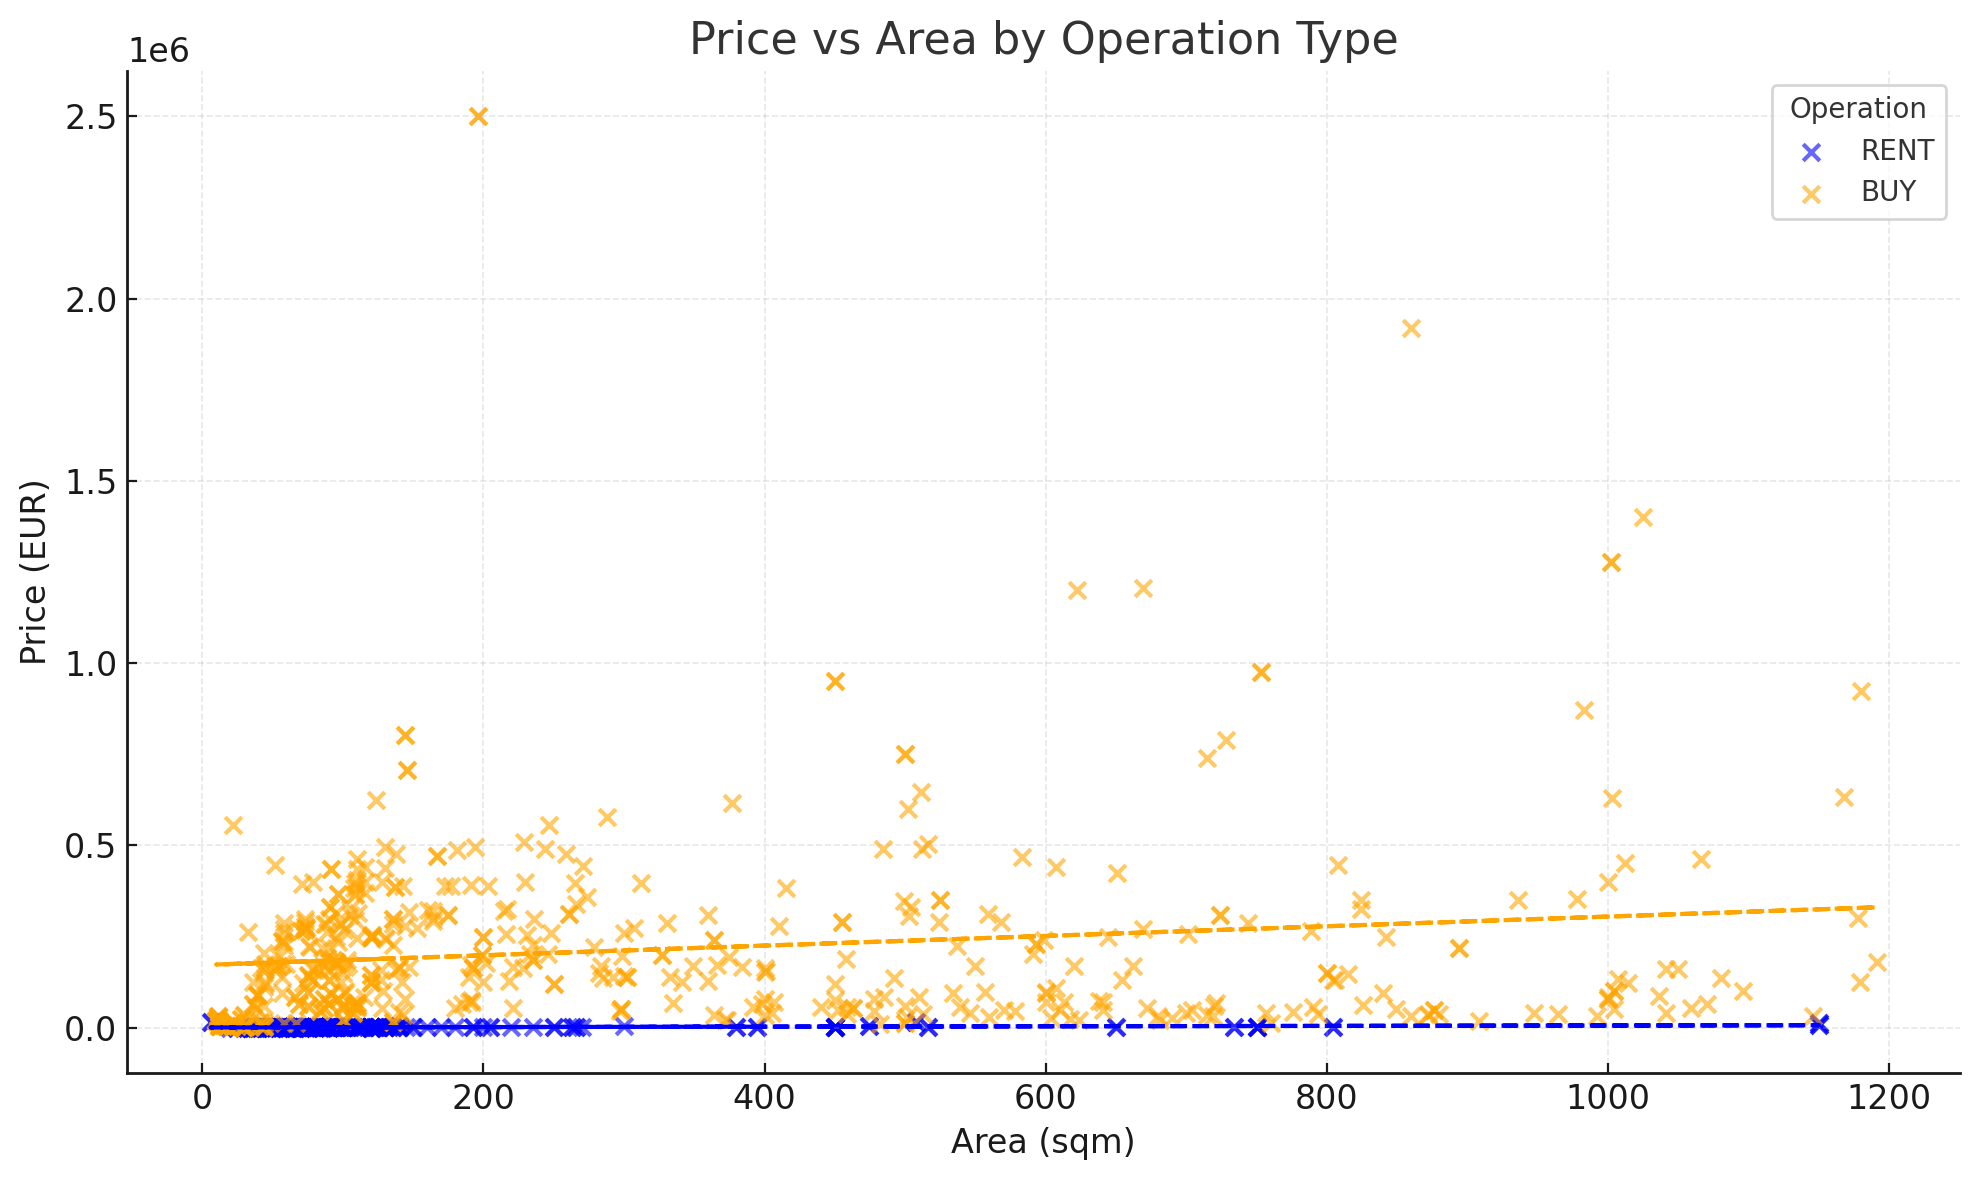 Price vs Area by Operation Type
1e6
2.5
2.0
1.5
1.0
0.5
0.0
Price (EUR)
0 200 400 600 800 1000 1200
Area (sqm)
Operation
RENT
BUY